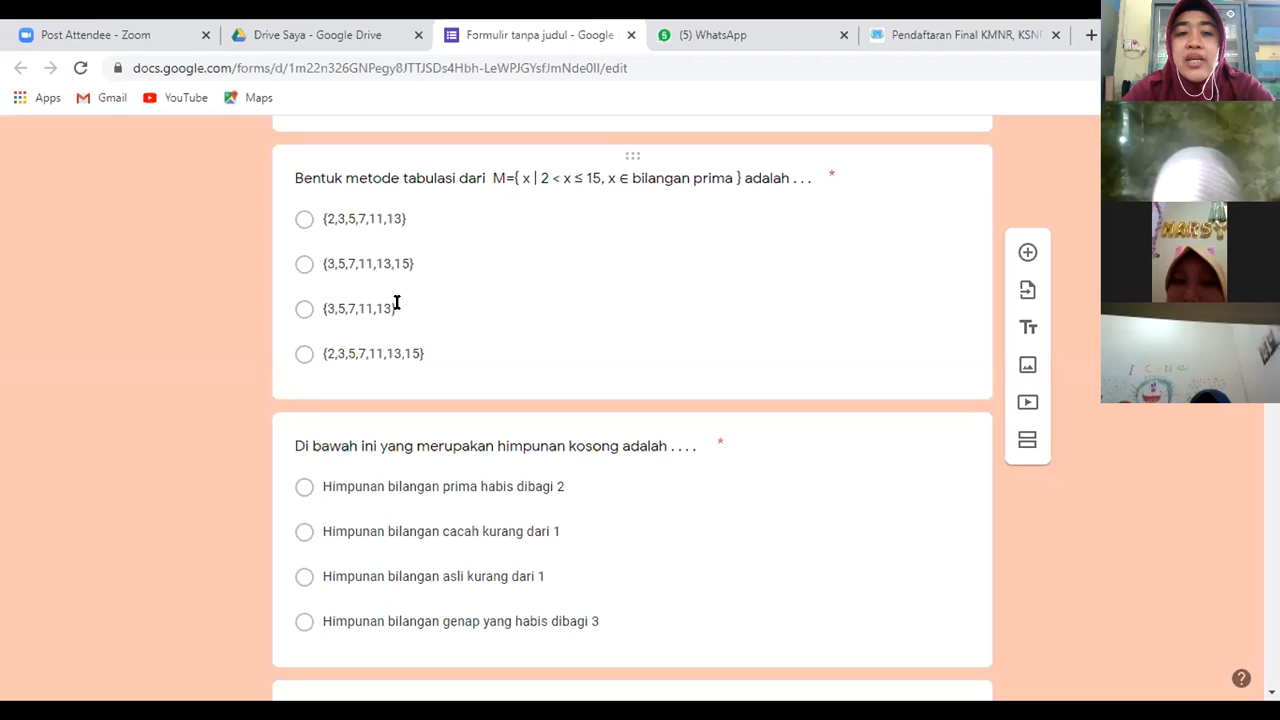 Post Attendee - Zoom
Drive Saya - Google Drive
Formulir tanpa judul - Google
(5) WhatsApp
Pendaftaran Final KMNR, KSNF
docs.google.com/forms/d/1m22n326GNPegy8JTTJSDs4Hbh-LeWPJGYsfJmNde0lI/edit
Apps
Gmail
YouTube
Maps
Bentuk metode tabulasi dari M={ x | 2 < x ≤ 15, x ∈ bilangan prima } adalah . . . *
{2,3,5,7,11,13}
{3,5,7,11,13,15}
{3,5,7,11,13}
{2,3,5,7,11,13,15}
Di bawah ini yang merupakan himpunan kosong adalah . . . . *
Himpunan bilangan prima habis dibagi 2
Himpunan bilangan cacah kurang dari 1
Himpunan bilangan asli kurang dari 1
Himpunan bilangan genap yang habis dibagi 3